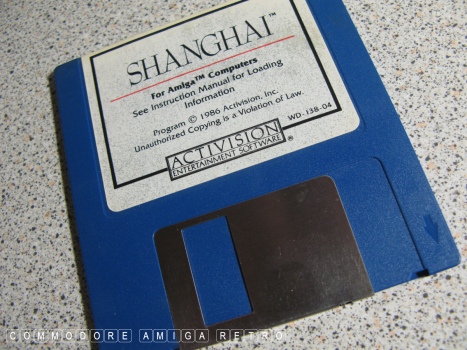 SHANGHAI™
For Amiga™ Computers
See Instruction Manual for Loading
Information
Program © 1986 Activision, Inc.
Unauthorized Copying is a Violation of Law.
WD-138-04
ACTIVISION®
ENTERTAINMENT SOFTWARE
COMMODORE AMIGA RETRO